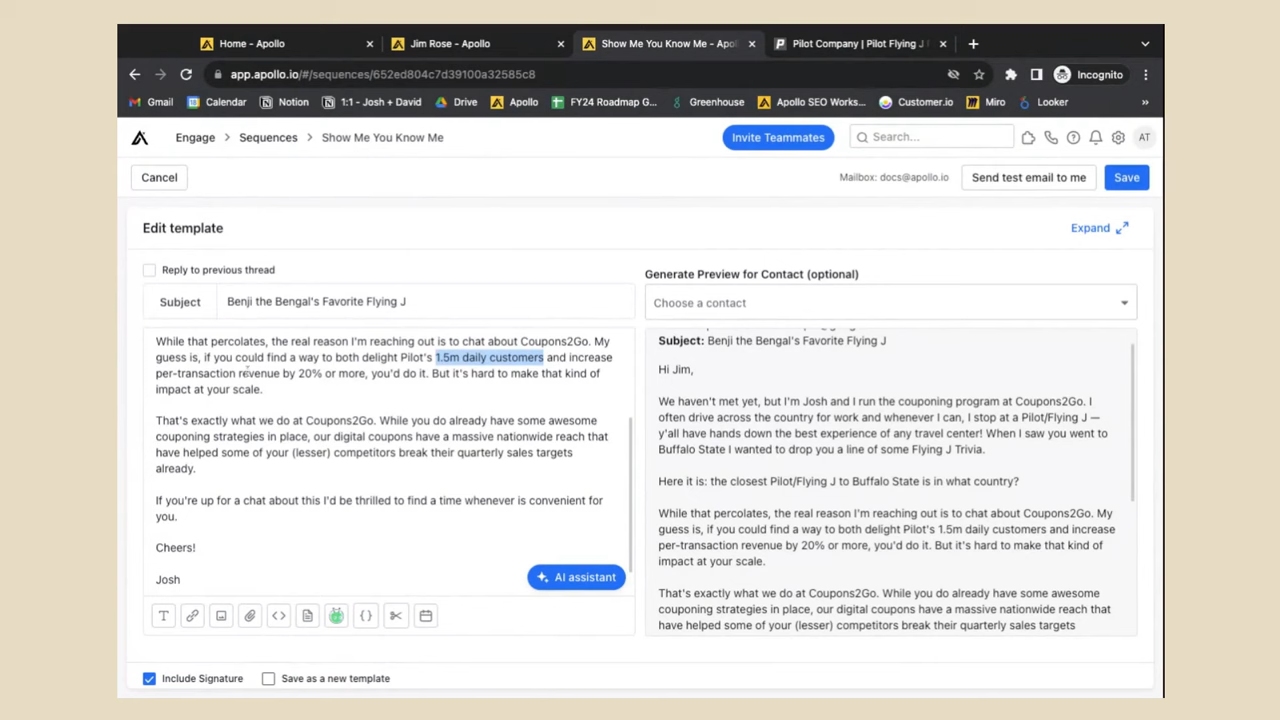 Home - Apollo
Jim Rose - Apollo
Show Me You Know Me - Apol
Pilot Company | Pilot Flying J
app.apollo.io/#/sequences/652ed804c7d39100a32585c8
Incognito
Gmail
Calendar
Notion
1:1 - Josh + David
Drive
Apollo
FY24 Roadmap G...
Greenhouse
Apollo SEO Works...
Customer.io
Miro
Looker
»
Engage > Sequences > Show Me You Know Me
Invite Teammates
Search...
AT
Cancel
Mailbox: docs@apollo.io
Send test email to me
Save
Edit template
Expand
Reply to previous thread
Subject
Benji the Bengal's Favorite Flying J
While that percolates, the real reason I'm reaching out is to chat about Coupons2Go. My
guess is, if you could find a way to both delight Pilot's 1.5m daily customers and increase
per-transaction revenue by 20% or more, you'd do it. But it's hard to make that kind of
impact at your scale.
That's exactly what we do at Coupons2Go. While you do already have some awesome
couponing strategies in place, our digital coupons have a massive nationwide reach that
have helped some of your (lesser) competitors break their quarterly sales targets
already.
If you're up for a chat about this I'd be thrilled to find a time whenever is convenient for
you.
Cheers!
Josh
AI assistant
Include Signature
Save as a new template
Generate Preview for Contact (optional)
Choose a contact
Subject: Benji the Bengal's Favorite Flying J
Hi Jim,
We haven't met yet, but I'm Josh and I run the couponing program at Coupons2Go. I
often drive across the country for work and whenever I can, I stop at a Pilot/Flying J —
y'all have hands down the best experience of any travel center! When I saw you went to
Buffalo State I wanted to drop you a line of some Flying J Trivia.
Here it is: the closest Pilot/Flying J to Buffalo State is in what country?
While that percolates, the real reason I'm reaching out is to chat about Coupons2Go. My
guess is, if you could find a way to both delight Pilot's 1.5m daily customers and increase
per-transaction revenue by 20% or more, you'd do it. But it's hard to make that kind of
impact at your scale.
That's exactly what we do at Coupons2Go. While you do already have some awesome
couponing strategies in place, our digital coupons have a massive nationwide reach that
have helped some of your (lesser) competitors break their quarterly sales targets